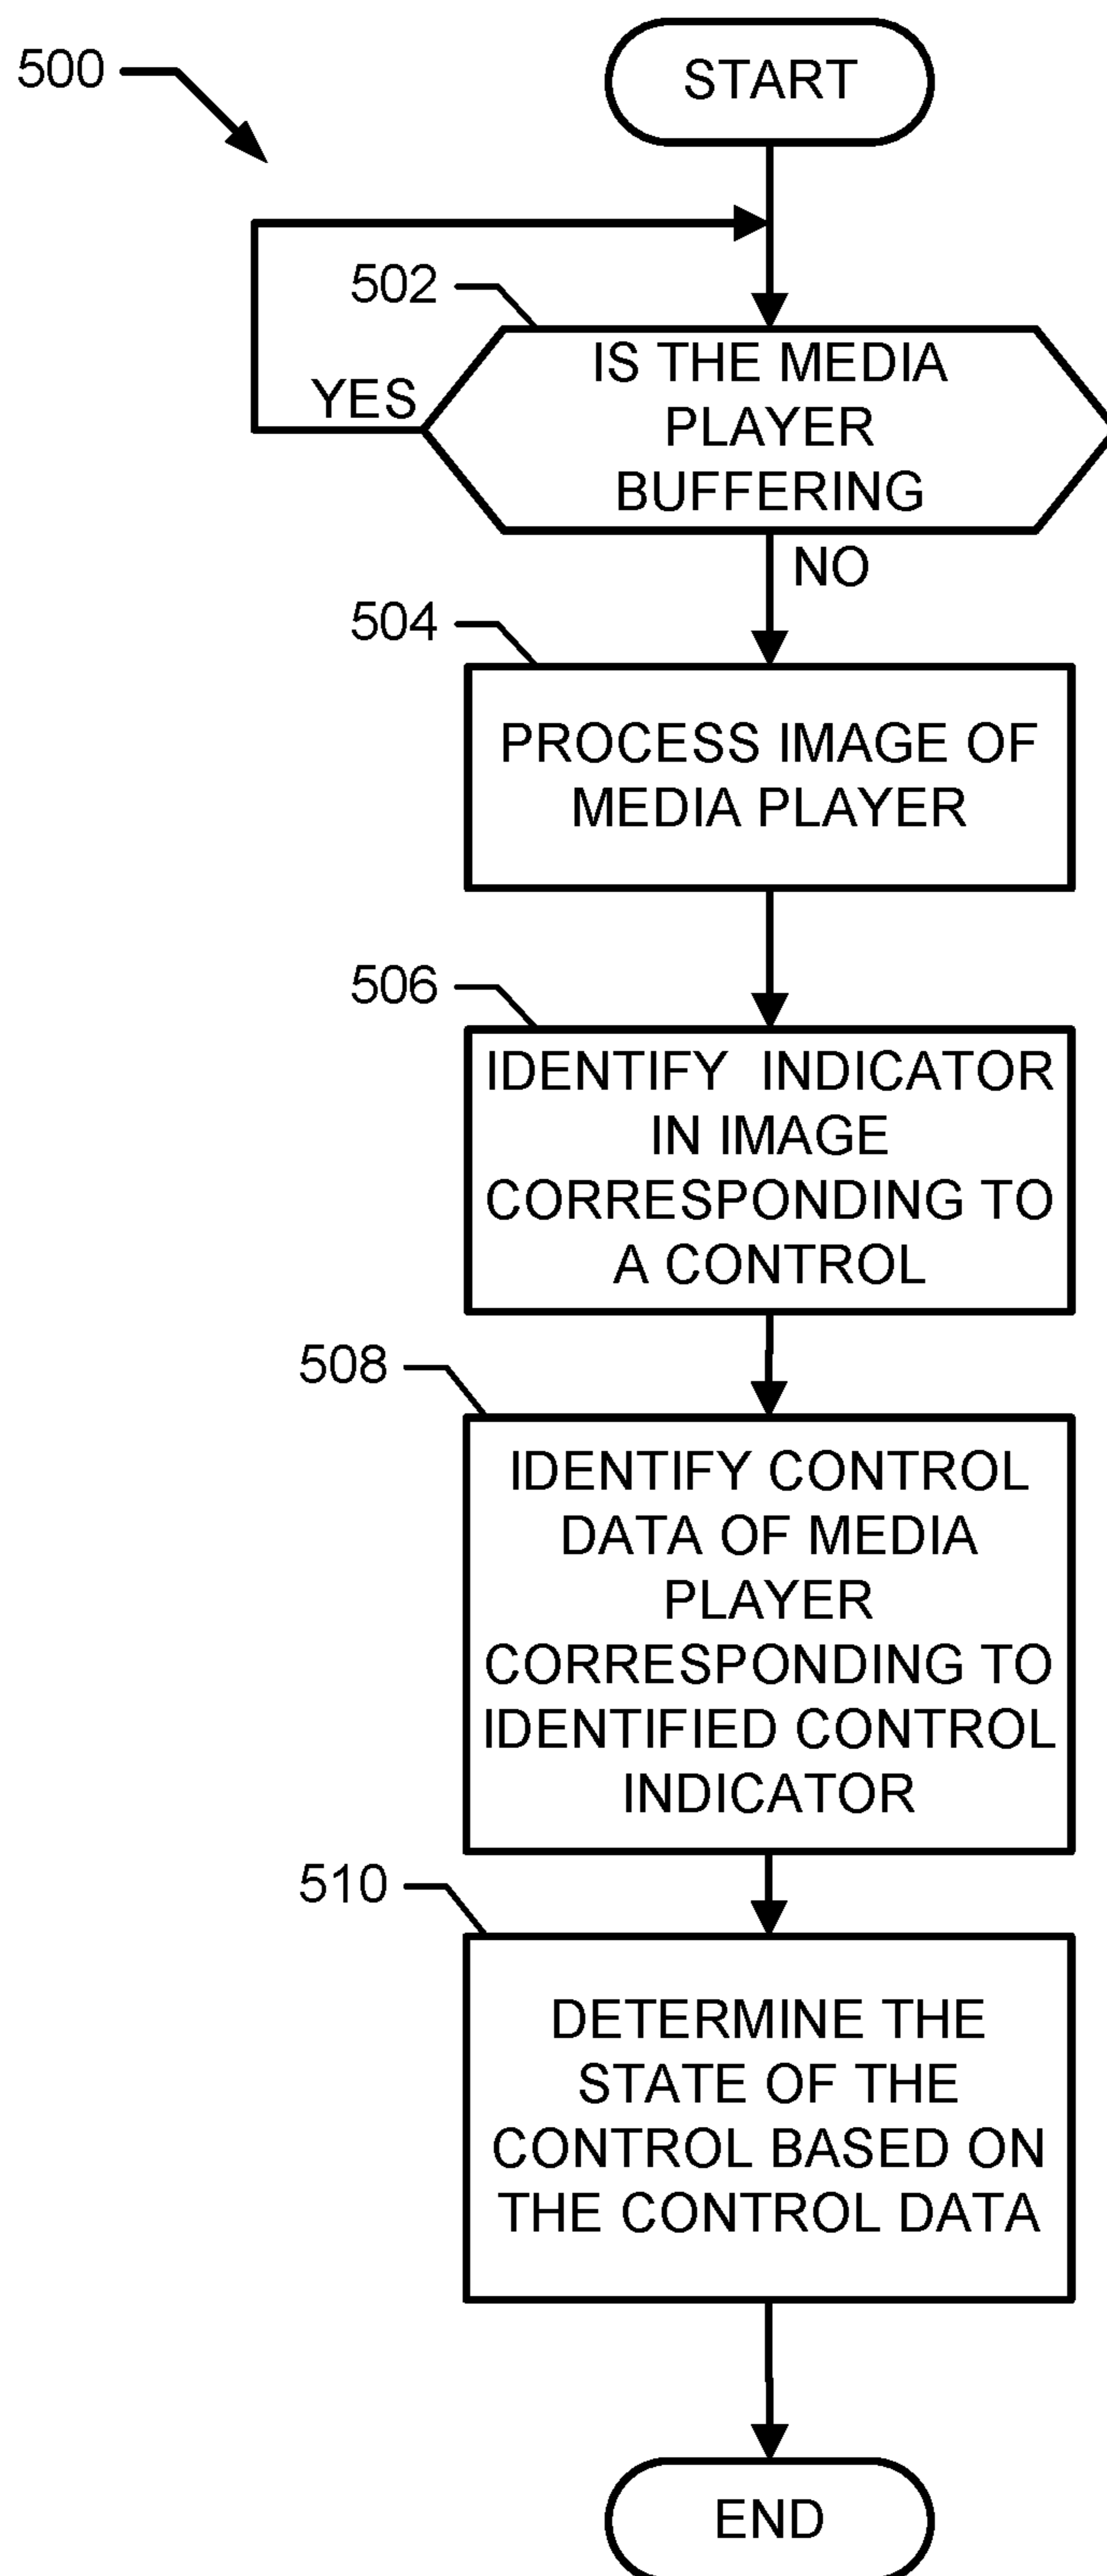 500
START
502
YES
IS THE MEDIA
PLAYER
BUFFERING
NO
504
PROCESS IMAGE OF
MEDIA PLAYER
506
IDENTIFY INDICATOR
IN IMAGE
CORRESPONDING TO
A CONTROL
508
IDENTIFY CONTROL
DATA OF MEDIA
PLAYER
CORRESPONDING TO
IDENTIFIED CONTROL
INDICATOR
510
DETERMINE THE
STATE OF THE
CONTROL BASED ON
THE CONTROL DATA
END